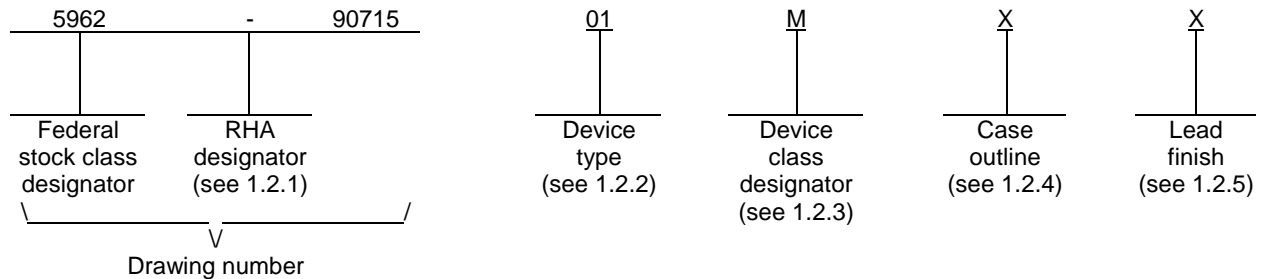 5962 - 90715 01 M X X
Federal stock class designator
RHA designator (see 1.2.1)
Device type (see 1.2.2)
Device class designator (see 1.2.3)
Case outline (see 1.2.4)
Lead finish (see 1.2.5)
Drawing number